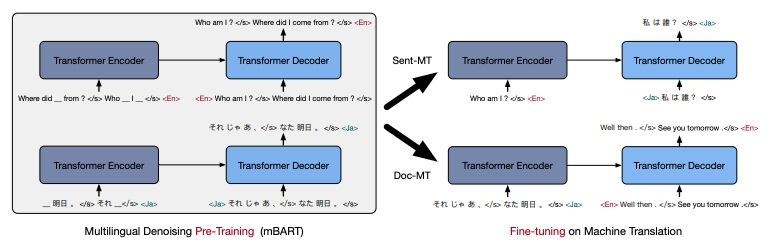 Who am I ? </s> Where did I come from ? </s> <En>
Transformer Encoder
Transformer Decoder
Where did __ from ? </s> Who __ I __ </s> <En>
<En> Who am I ? </s> Where did I come from ? </s>
それ じゃ あ 、</s> なた 明日 。 </s> <Ja>
Transformer Encoder
Transformer Decoder
__ 明日 。 </s> それ __</s> <Ja>
<Ja> それ じゃ あ 、</s> なた 明日 。 </s>
Multilingual Denoising Pre-Training (mBART)
Sent-MT
Doc-MT
私 は 誰？ </s> <Ja>
Transformer Encoder
Transformer Decoder
Who am I ? </s> <En>
<Ja> 私 は 誰？ </s>
Well then . </s> See you tomorrow .</s> <En>
Transformer Encoder
Transformer Decoder
それ じゃ あ 、</s> なた 明日 。 </s> <Ja>
<En> Well then . </s> See you tomorrow .</s>
Fine-tuning on Machine Translation